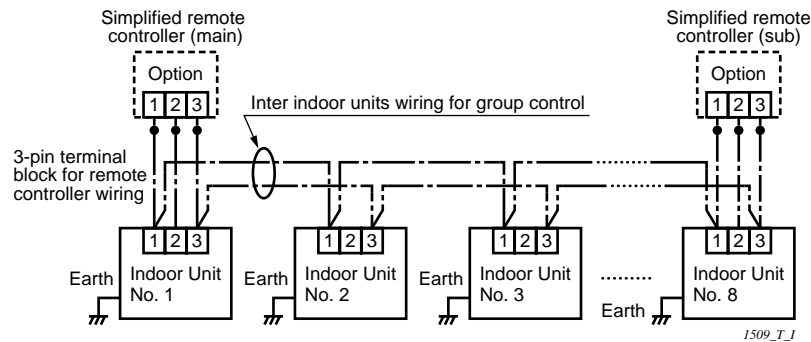 Simplified remote
controller (main)
Simplified remote
controller (sub)
Option
Option
1 2 3
1 2 3
Inter indoor units wiring for group control
3-pin terminal
block for remote
controller wiring
1 2 3
1 2 3
1 2 3
1 2 3
Earth
Indoor Unit
No. 1
Earth
Indoor Unit
No. 2
Earth
Indoor Unit
No. 3
Earth
Indoor Unit
No. 8
1509_T_I